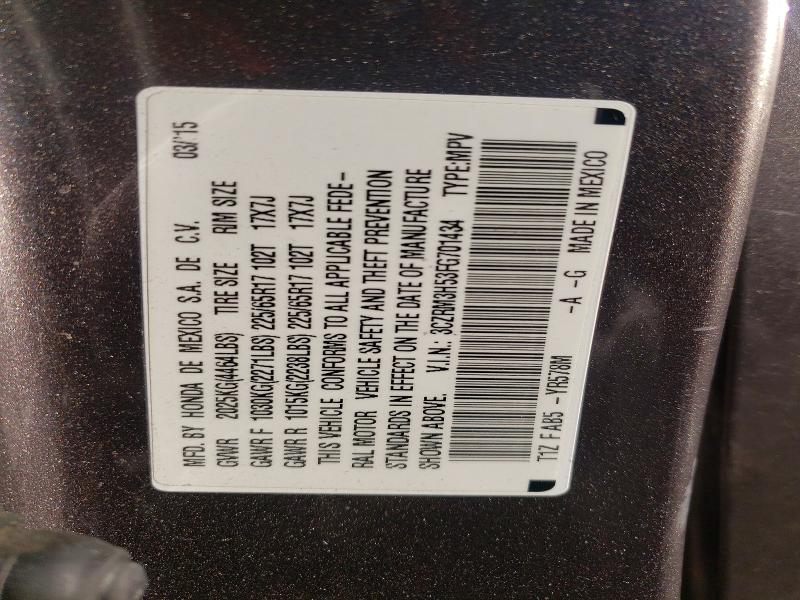 MFD. BY HONDA DE MEXICO S.A. DE C.V. 03/15
GVWR 2025KG(4464LBS) TIRE SIZE RIM SIZE
GAWR F 1030KG(2271LBS) 225/65R17 102T 17X7J
GAWR R 1015KG(2238LBS) 225/65R17 102T 17X7J
THIS VEHICLE CONFORMS TO ALL APPLICABLE FEDE-
RAL MOTOR VEHICLE SAFETY AND THEFT PREVENTION
STANDARDS IN EFFECT ON THE DATE OF MANUFACTURE
SHOWN ABOVE. V.I.N.: 3CZRM3H53FG701434 TYPE:MPV
T1Z F AB5 -YR578M -A -G MADE IN MEXICO